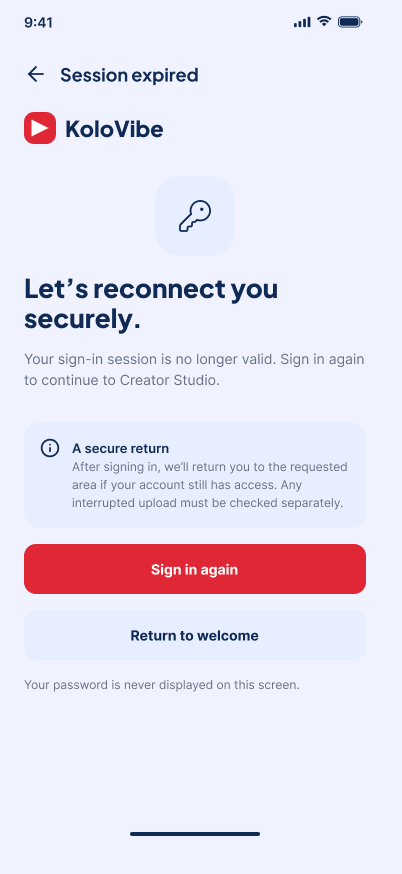 9:41
Session expired
KoloVibe
Let’s reconnect you
securely.
Your sign-in session is no longer valid. Sign in again
to continue to Creator Studio.
A secure return
After signing in, we’ll return you to the requested
area if your account still has access. Any
interrupted upload must be checked separately.
Sign in again
Return to welcome
Your password is never displayed on this screen.